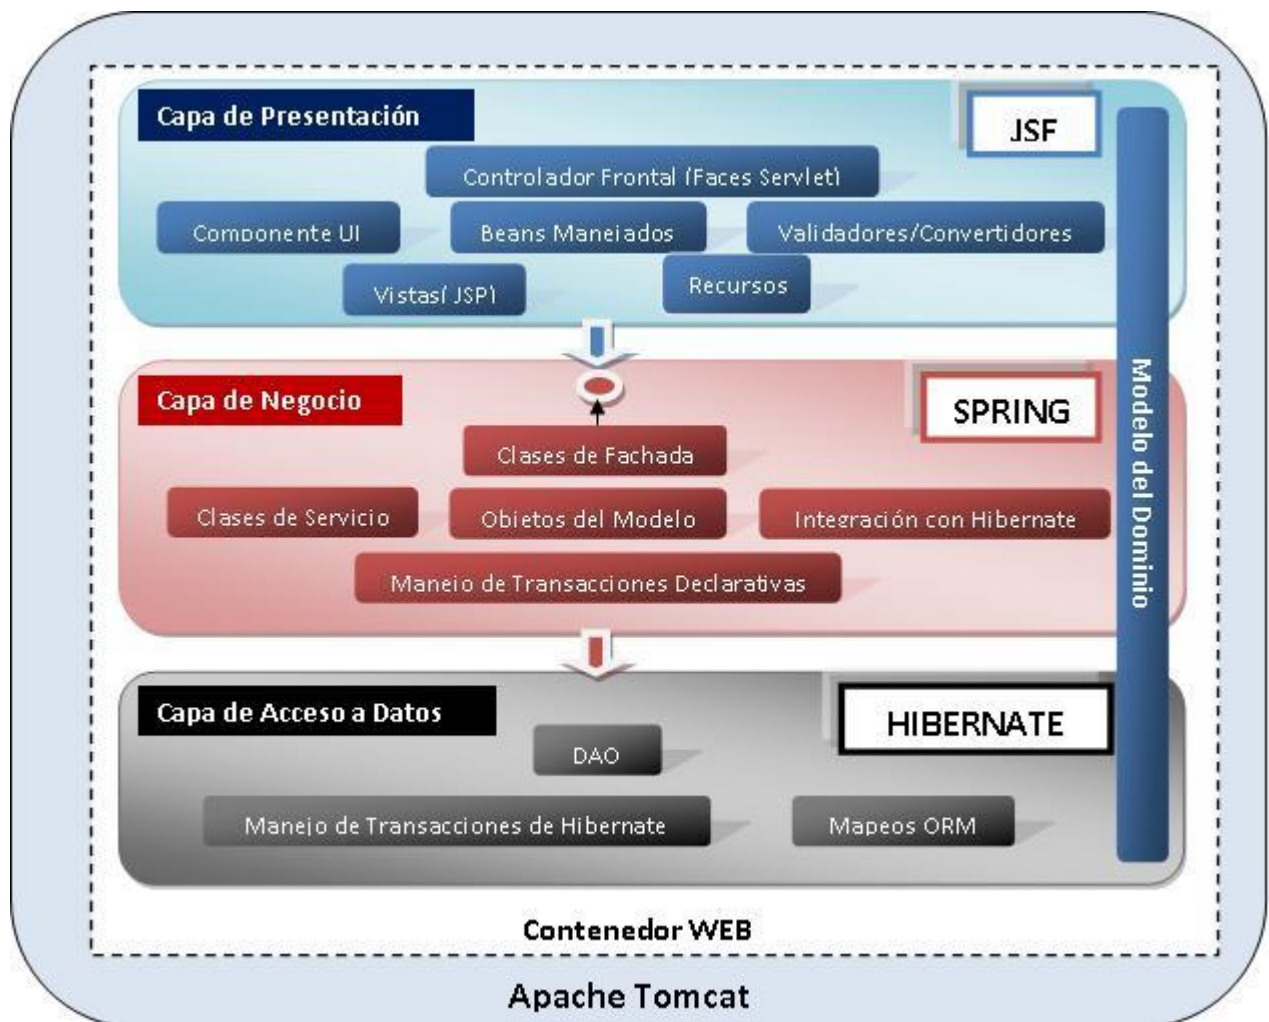 Capa de Presentación
JSF
Controlador Frontal (Faces Servlet)
Componente UI
Beans Manejados
Validadores/Convertidores
Vistas( JSP)
Recursos
Modelo del Dominio
Capa de Negocio
SPRING
Clases de Fachada
Clases de Servicio
Objetos del Modelo
Integración con Hibernate
Manejo de Transacciones Declarativas
Capa de Acceso a Datos
HIBERNATE
DAO
Manejo de Transacciones de Hibernate
Mapeos ORM
Contenedor WEB
Apache Tomcat